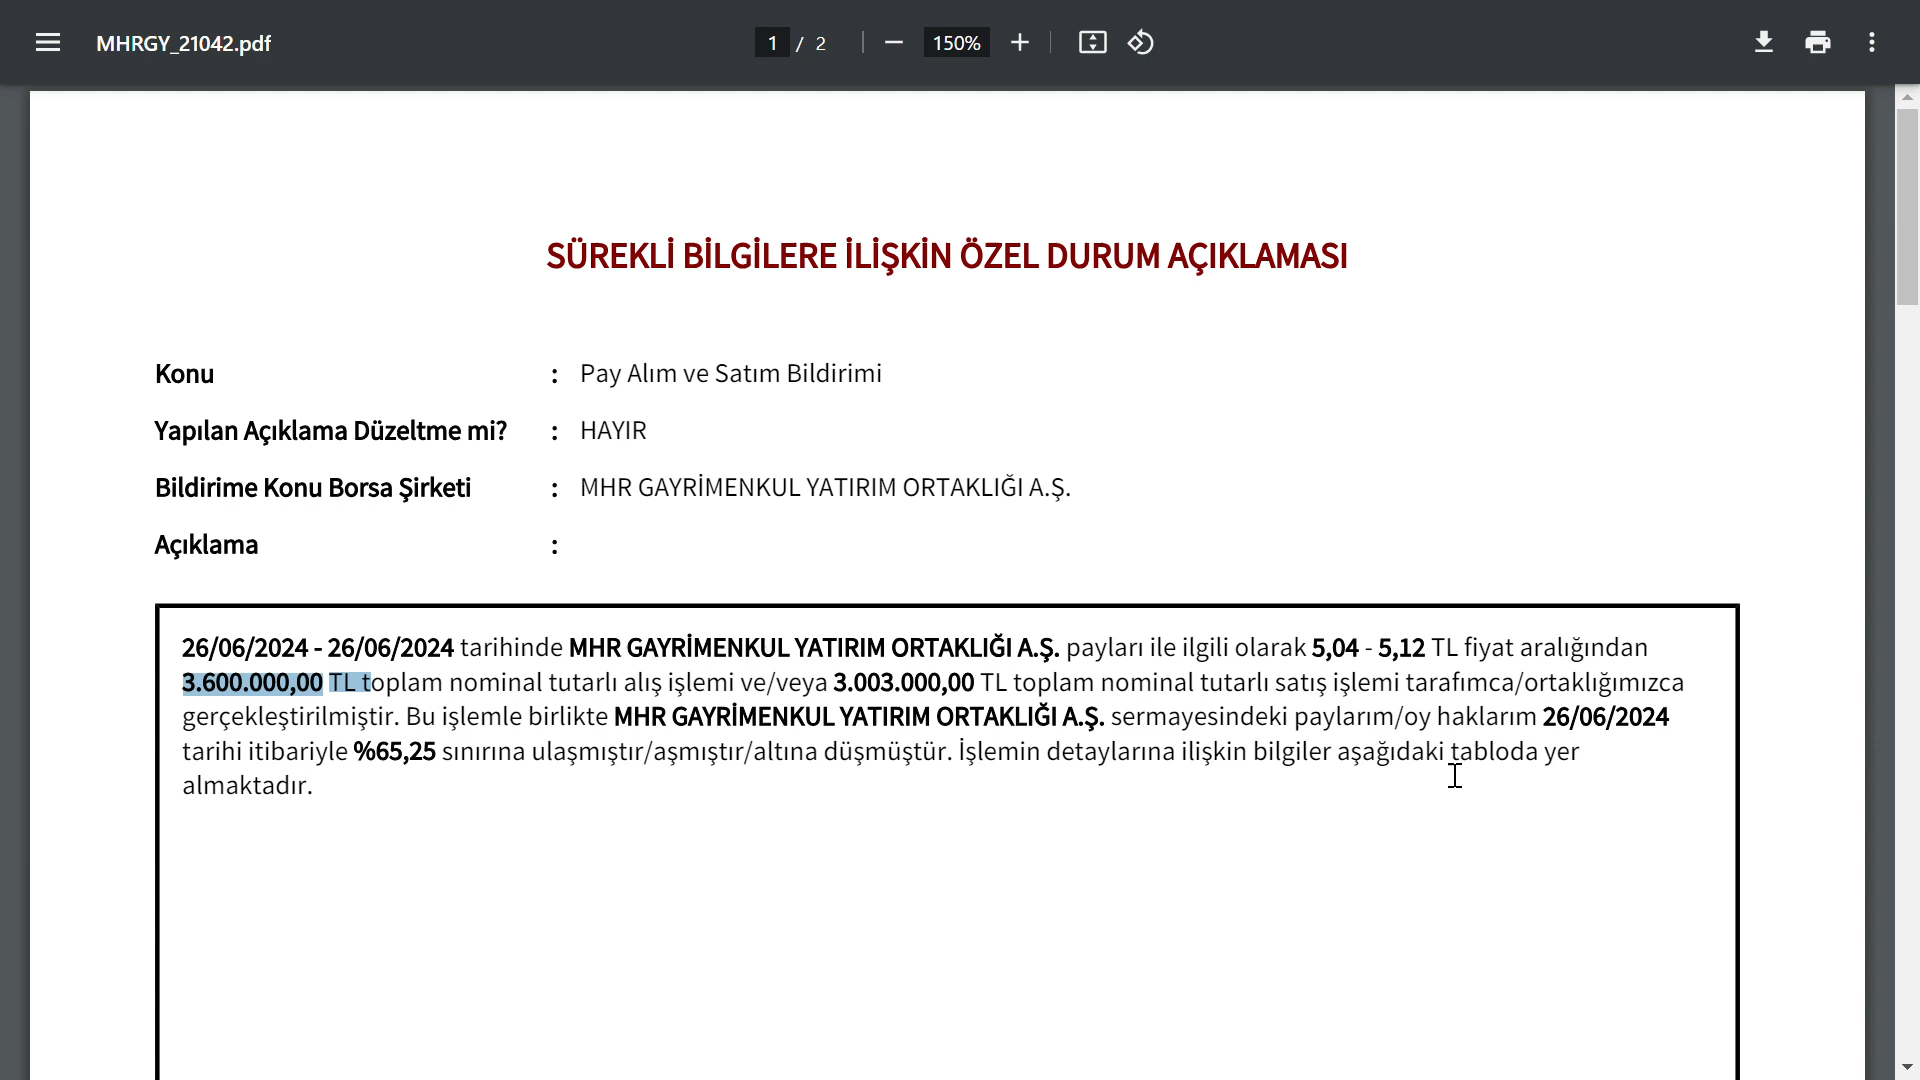 MHRGY_21042.pdf
1 / 2
150%
SÜREKLİ BİLGİLERE İLİŞKİN ÖZEL DURUM AÇIKLAMASI
Konu : Pay Alım ve Satım Bildirimi
Yapılan Açıklama Düzeltme mi? : HAYIR
Bildirime Konu Borsa Şirketi : MHR GAYRİMENKUL YATIRIM ORTAKLIĞI A.Ş.
Açıklama :
26/06/2024 - 26/06/2024 tarihinde MHR GAYRİMENKUL YATIRIM ORTAKLIĞI A.Ş. payları ile ilgili olarak 5,04 - 5,12 TL fiyat aralığından
3.600.000,00 TL toplam nominal tutarlı alış işlemi ve/veya 3.003.000,00 TL toplam nominal tutarlı satış işlemi tarafımca/ortaklığımızca
gerçekleştirilmiştir. Bu işlemle birlikte MHR GAYRİMENKUL YATIRIM ORTAKLIĞI A.Ş. sermayesindeki paylarım/oy haklarım 26/06/2024
tarihi itibariyle %65,25 sınırına ulaşmıştır/aşmıştır/altına düşmüştür. İşlemin detaylarına ilişkin bilgiler aşağıdaki tabloda yer
almaktadır.